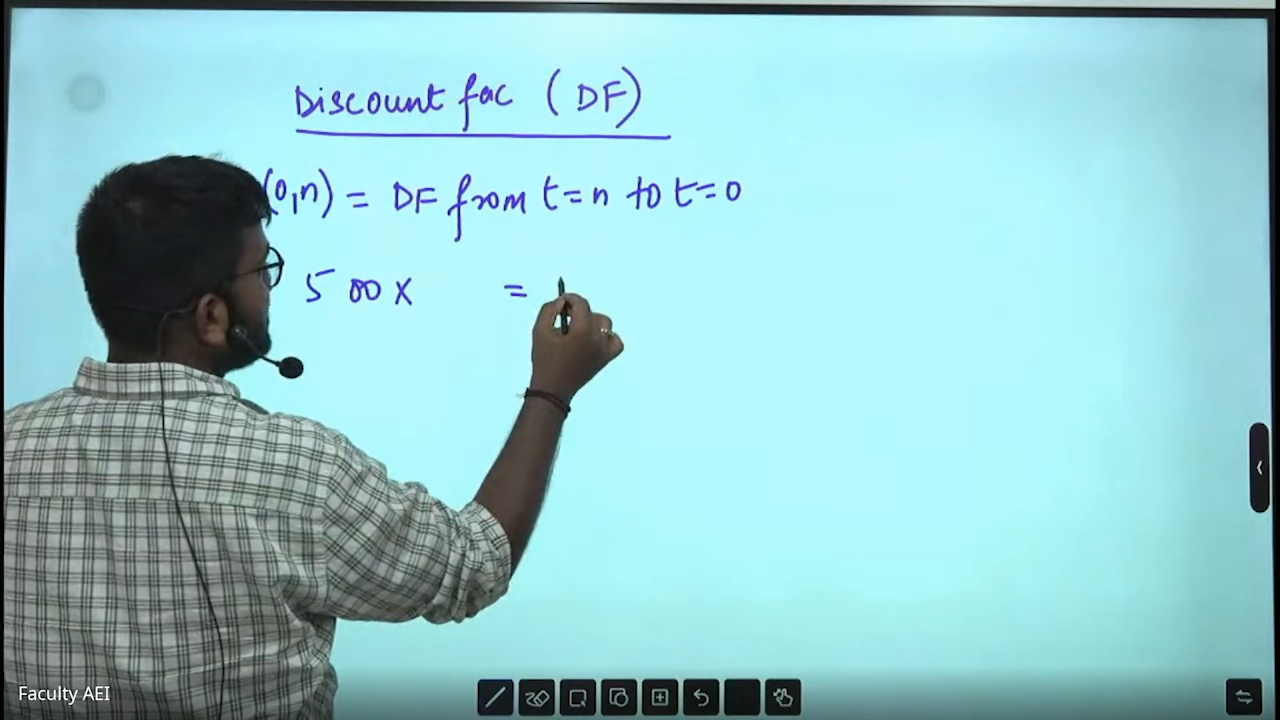 Discount fac (DF)
(0,n) = DF from t=n to t=0
500 x =
Faculty AEI